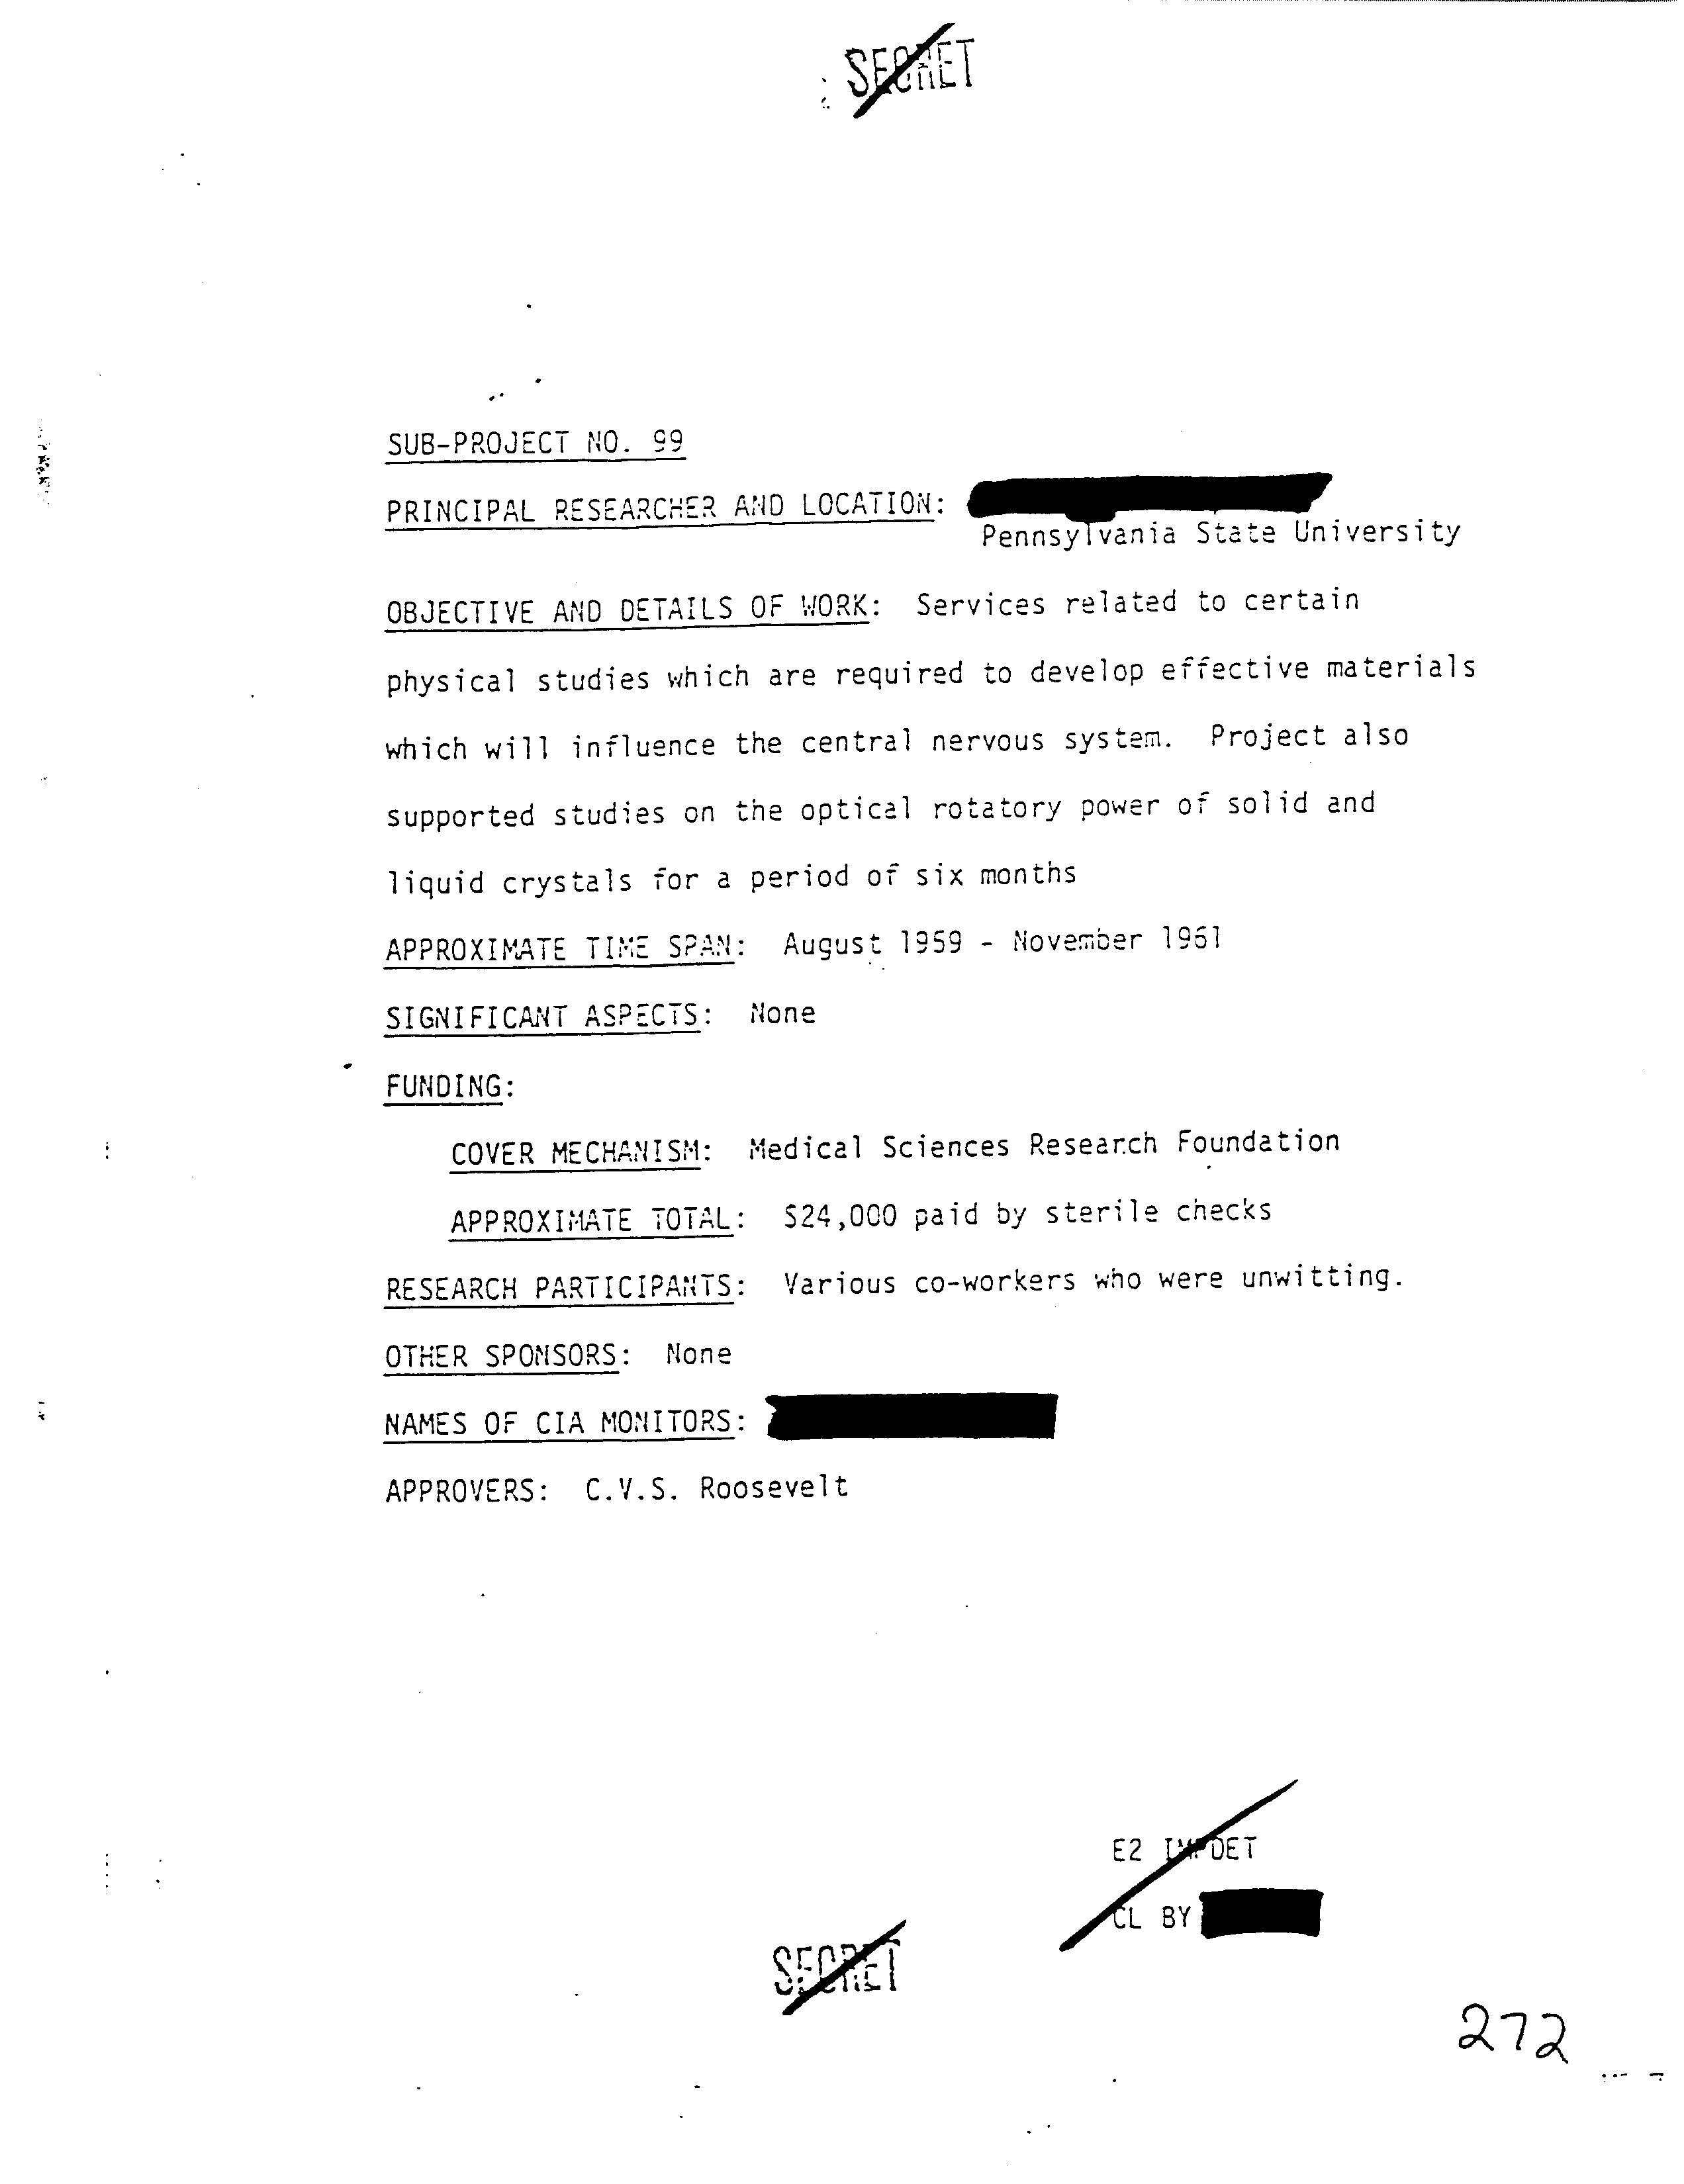 SECRET
SUB-PROJECT NO. 99
PRINCIPAL RESEARCHER AND LOCATION:
Pennsylvania State University
OBJECTIVE AND DETAILS OF WORK: Services related to certain
physical studies which are required to develop effective materials
which will influence the central nervous system. Project also
supported studies on the optical rotatory power of solid and
liquid crystals for a period of six months
APPROXIMATE TIME SPAN: August 1959 - November 1961
SIGNIFICANT ASPECTS: None
FUNDING:
COVER MECHANISM: Medical Sciences Research Foundation
APPROXIMATE TOTAL: $24,000 paid by sterile checks
RESEARCH PARTICIPANTS: Various co-workers who were unwitting.
OTHER SPONSORS: None
NAMES OF CIA MONITORS:
APPROVERS: C.V.S. Roosevelt
E2 IMPDET
CL BY
SECRET
272